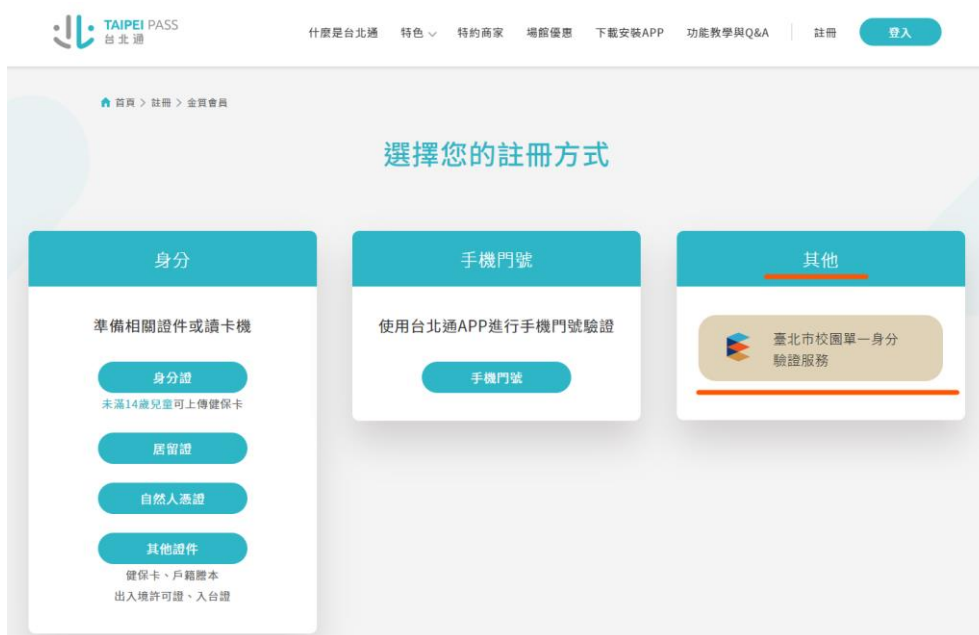 TAIPEI PASS
台北通
什麼是台北通 特色 特約商家 場館優惠 下載安裝APP 功能教學與Q&A 註冊 登入
首頁 > 註冊 > 金質會員
選擇您的註冊方式
身分
準備相關證件或讀卡機
身分證
未滿14歲兒童可上傳健保卡
居留證
自然人憑證
其他證件
健保卡、戶籍謄本
出入境許可證、入台證
手機門號
使用台北通APP進行手機門號驗證
手機門號
其他
臺北市校園單一身分
驗證服務